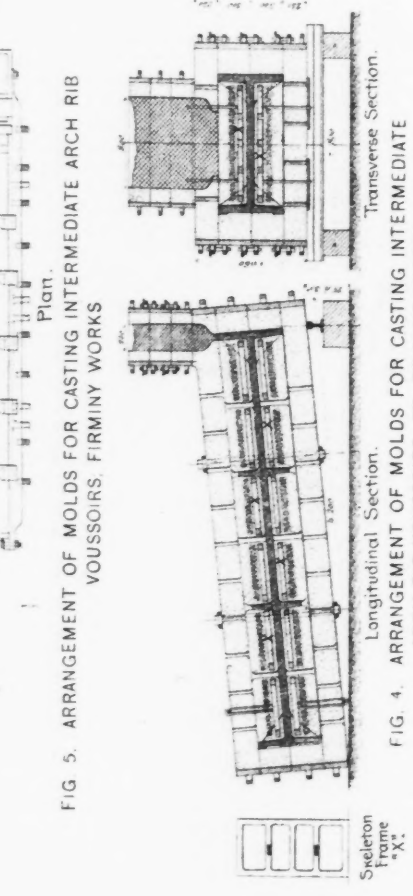 Plan.
FIG 5. ARRANGEMENT OF MOLDS FOR CASTING INTERMEDIATE ARCH RIB
VOUSSOIRS, FIRMINY WORKS
Skeleton
Frame
"X".
Longitudinal Section.
Transverse Section.
FIG. 4. ARRANGEMENT OF MOLDS FOR CASTING INTERMEDIATE